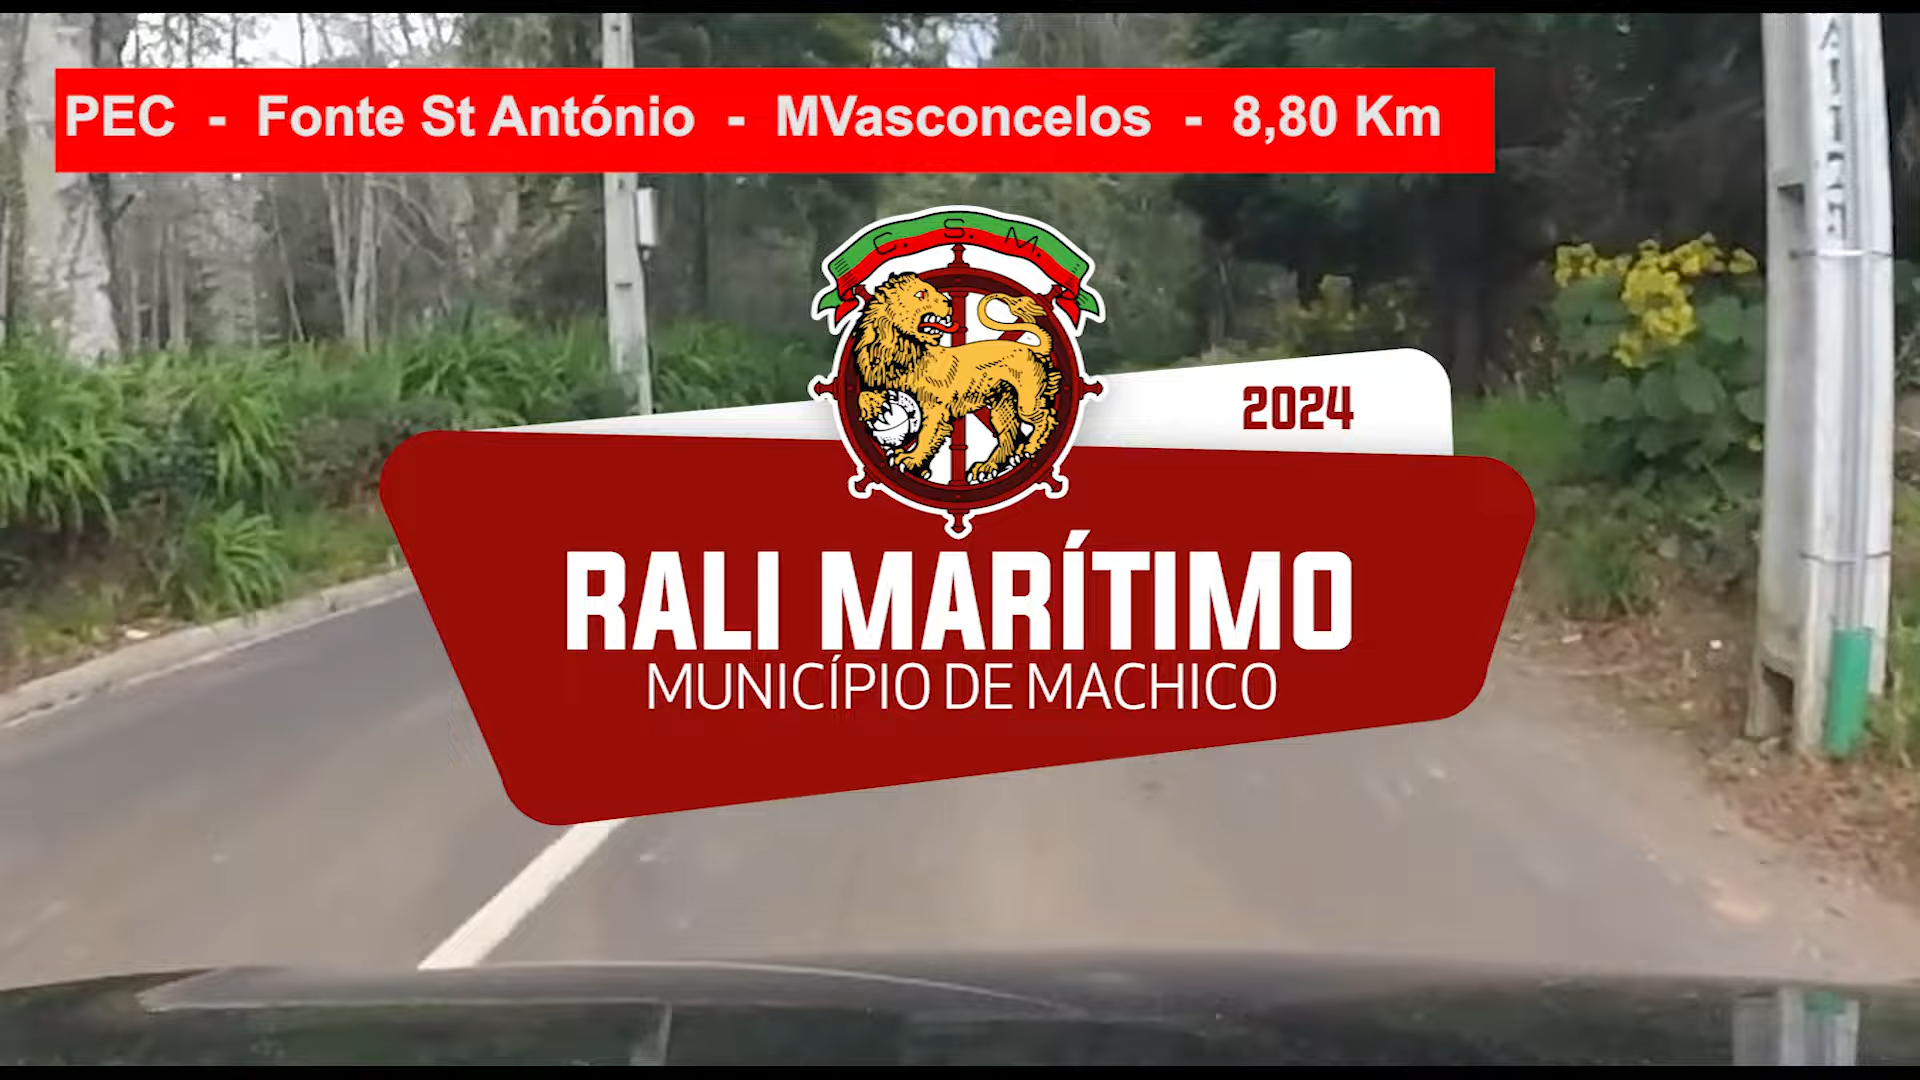 PEC - Fonte St António - MVasconcelos - 8,80 Km
C. S. M.
2024
RALI MARÍTIMO
MUNICÍPIO DE MACHICO